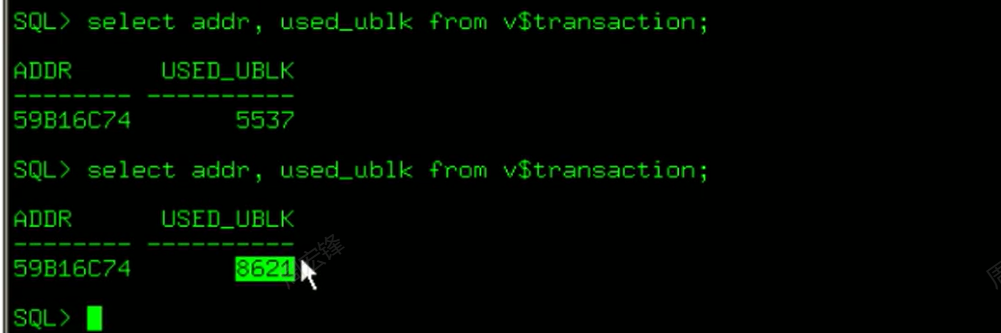 SQL> select addr, used_ublk from v$transaction;
ADDR USED_UBLK
-------- ----------
59B16C74 5537
SQL> select addr, used_ublk from v$transaction;
ADDR USED_UBLK
-------- ----------
59B16C74 8621
SQL>